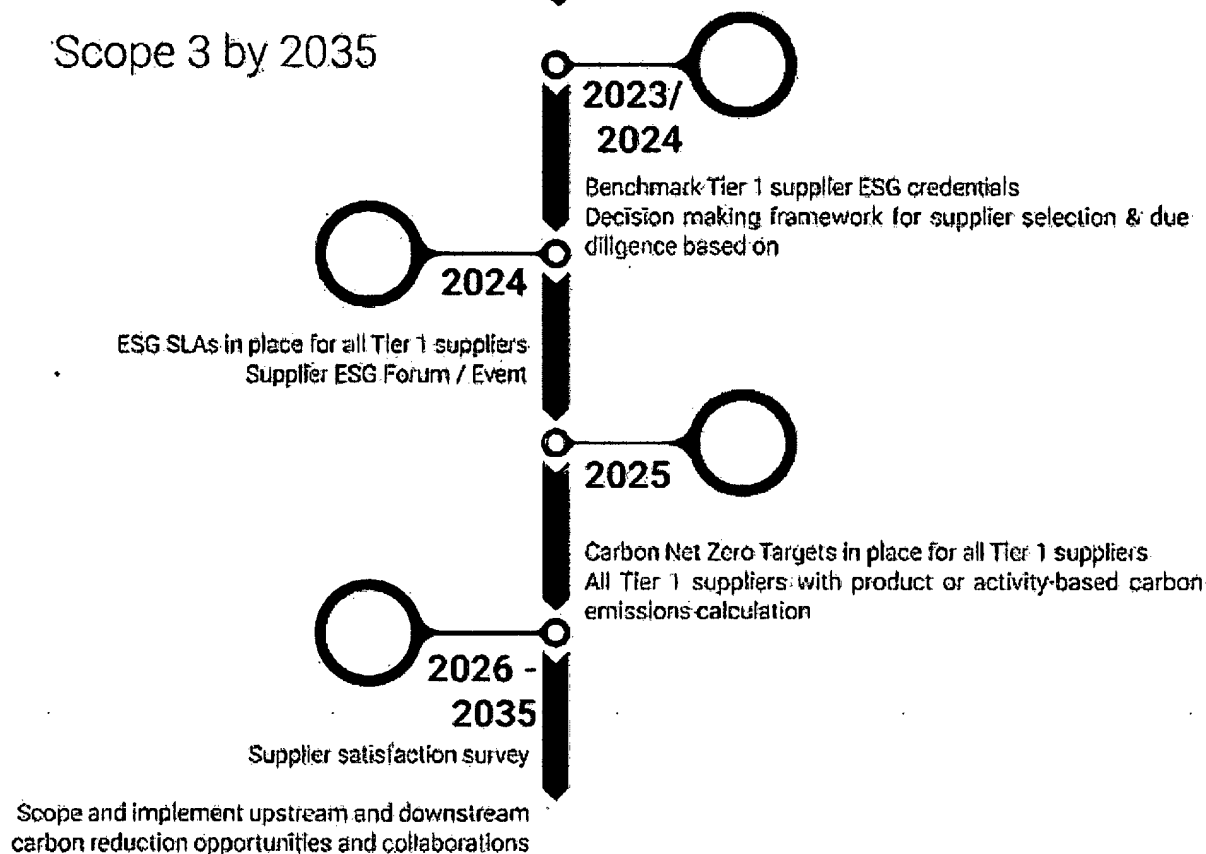 Scope 3 by 2035
2023/
2024
Benchmark Tier 1 supplier ESG credentials
Decision making framework for supplier selection & due
diligence based on
2024
ESG SLAs in place for all Tier 1 suppliers
Supplier ESG Forum / Event
2025
Carbon Net Zero Targets in place for all Tier 1 suppliers
All Tier 1 suppliers with product or activity-based carbon
emissions calculation
2026 -
2035
Supplier satisfaction survey
Scope and implement upstream and downstream
carbon reduction opportunities and collaborations